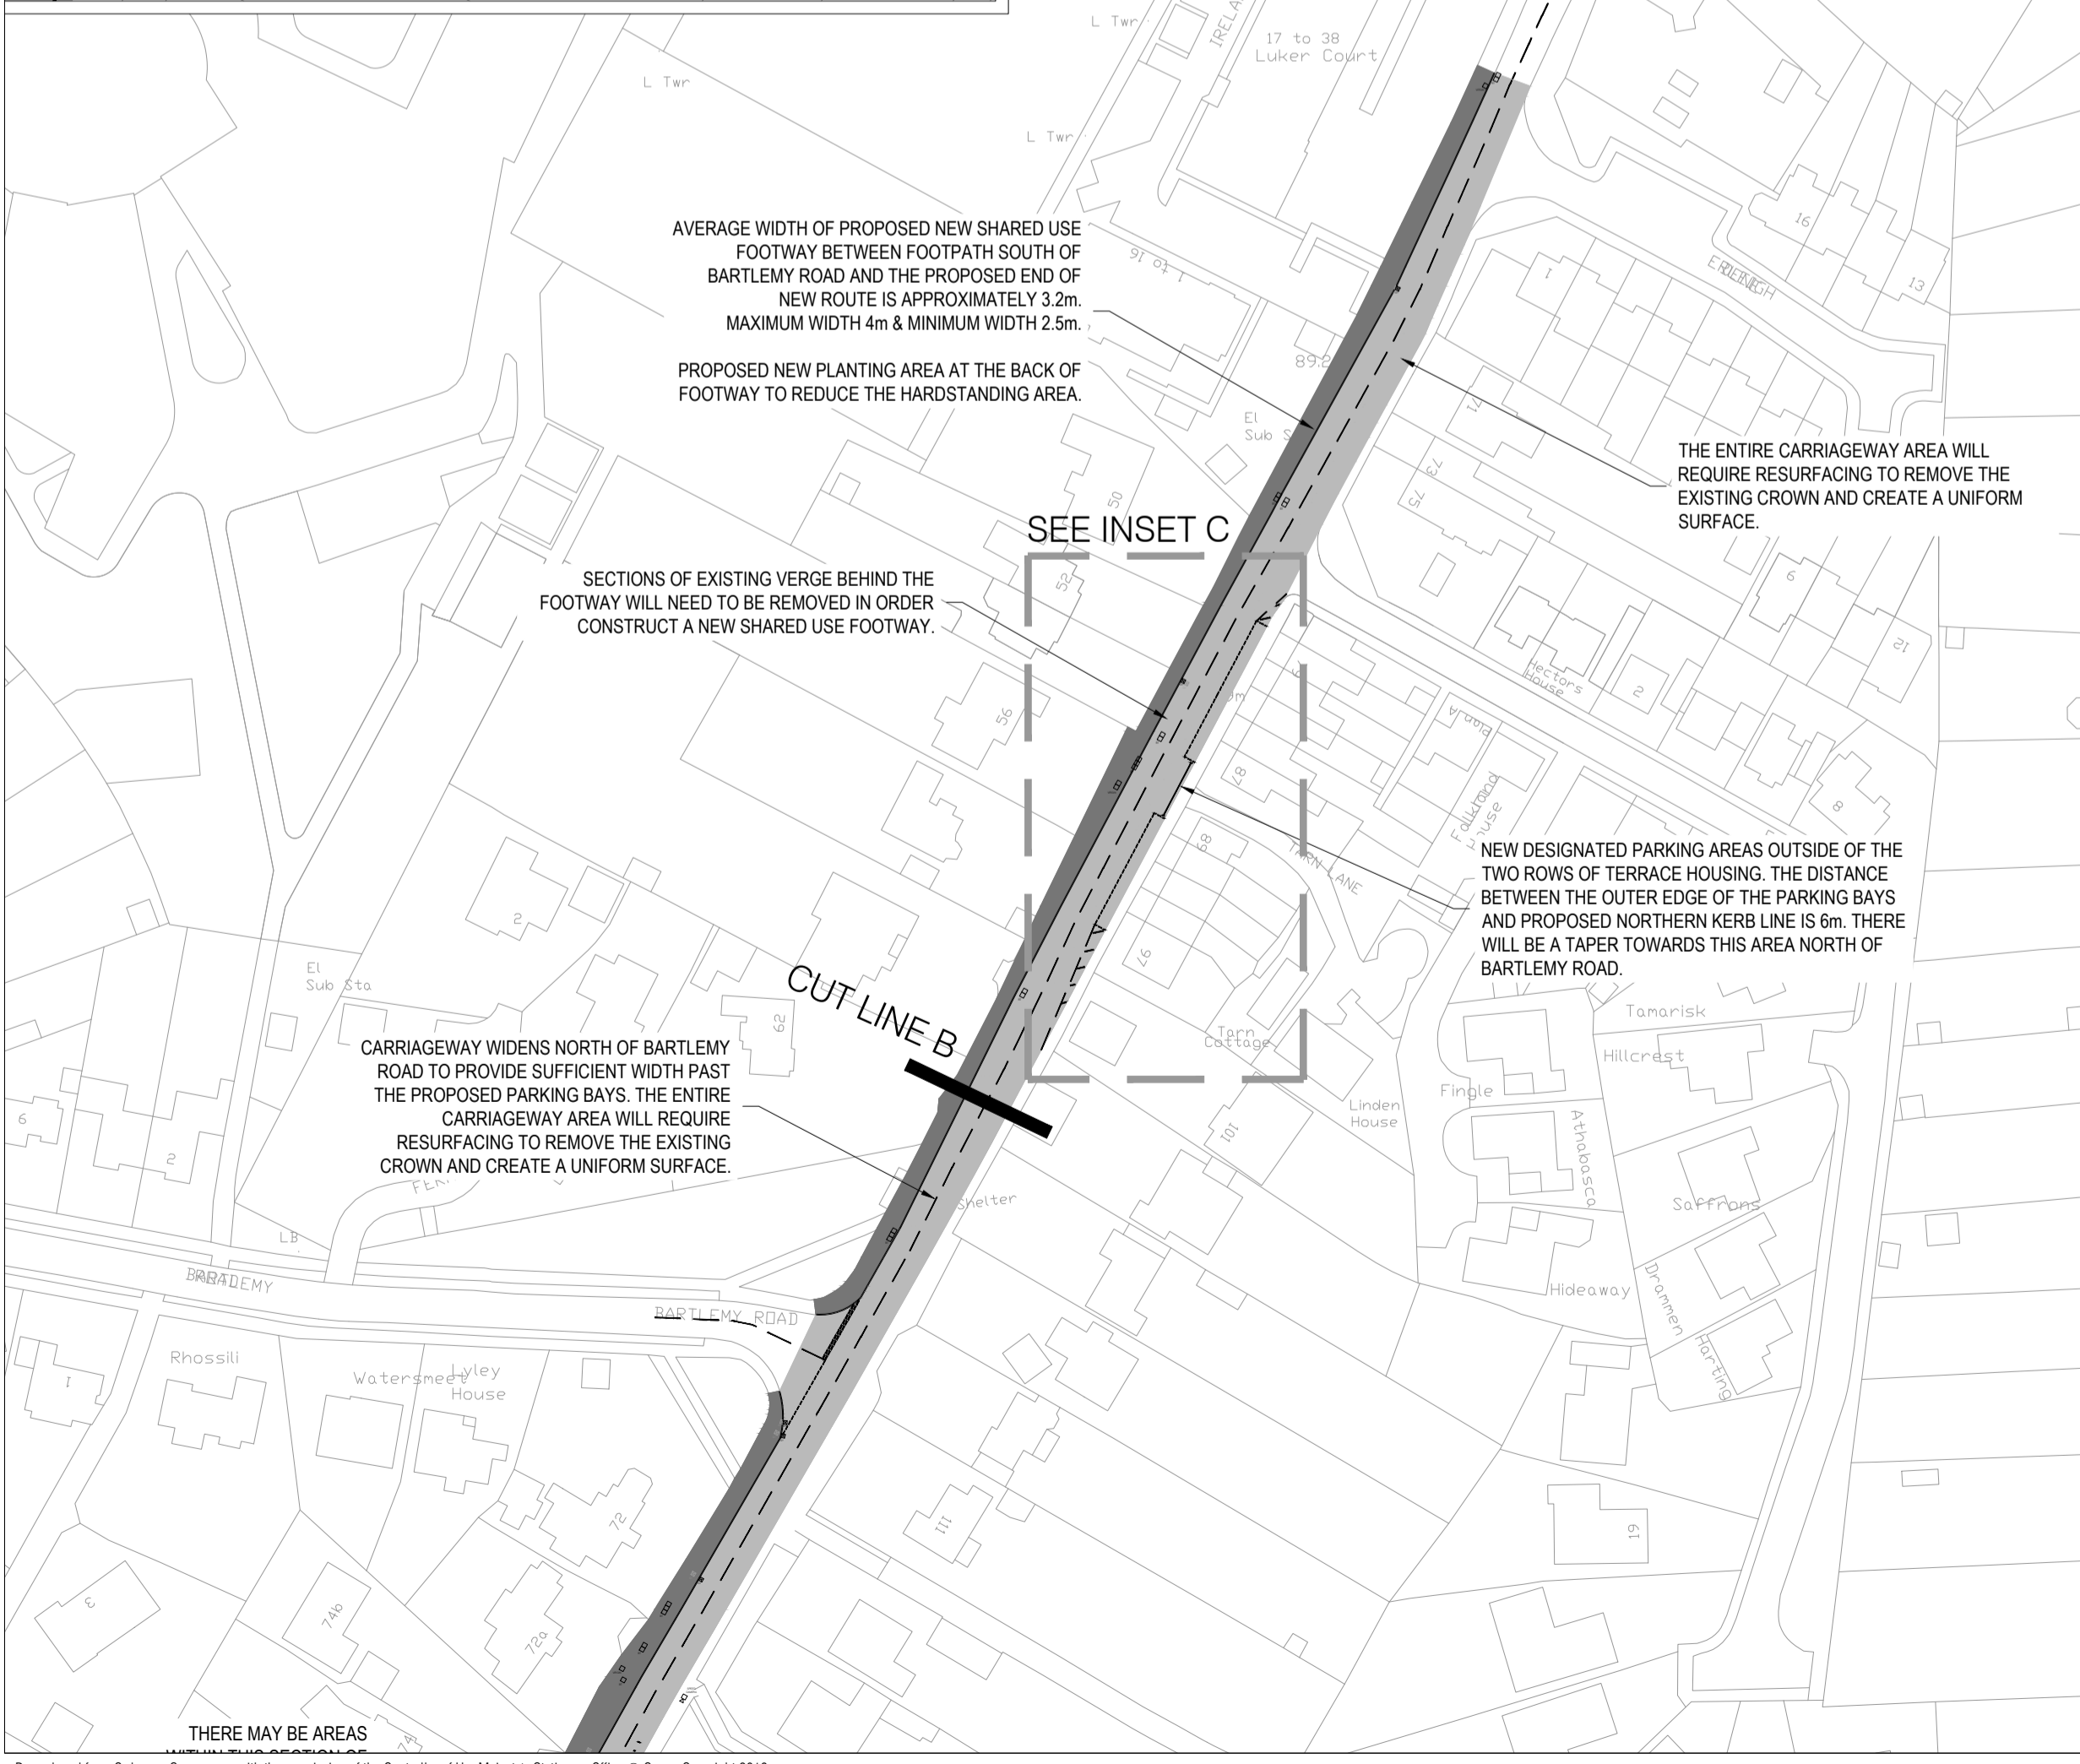 L Twr
IRELA
17 to 38
Luker Court
L Twr
L Twr
AVERAGE WIDTH OF PROPOSED NEW SHARED USE
FOOTWAY BETWEEN FOOTPATH SOUTH OF
BARTLEMY ROAD AND THE PROPOSED END OF
NEW ROUTE IS APPROXIMATELY 3.2m.
MAXIMUM WIDTH 4m & MINIMUM WIDTH 2.5m.
PROPOSED NEW PLANTING AREA AT THE BACK OF
FOOTWAY TO REDUCE THE HARDSTANDING AREA.
1 to 16
16
13
1
89.2
71
El
Sub S
73
75
50
THE ENTIRE CARRIAGEWAY AREA WILL
REQUIRE RESURFACING TO REMOVE THE
EXISTING CROWN AND CREATE A UNIFORM
SURFACE.
SEE INSET C
52
SECTIONS OF EXISTING VERGE BEHIND THE
FOOTWAY WILL NEED TO BE REMOVED IN ORDER
CONSTRUCT A NEW SHARED USE FOOTWAY.
9
12
Hectors
House
2
56
87
Falkland
House
8
89
TARN LANE
NEW DESIGNATED PARKING AREAS OUTSIDE OF THE
TWO ROWS OF TERRACE HOUSING. THE DISTANCE
BETWEEN THE OUTER EDGE OF THE PARKING BAYS
AND PROPOSED NORTHERN KERB LINE IS 6m. THERE
WILL BE A TAPER TOWARDS THIS AREA NORTH OF
BARTLEMY ROAD.
2
97
El
Sub Sta
CUT LINE B
62
Tarn
Cottage
Tamarisk
Hillcrest
Fingle
Linden
House
Athabasca
101
CARRIAGEWAY WIDENS NORTH OF BARTLEMY
ROAD TO PROVIDE SUFFICIENT WIDTH PAST
THE PROPOSED PARKING BAYS. THE ENTIRE
CARRIAGEWAY AREA WILL REQUIRE
RESURFACING TO REMOVE THE EXISTING
CROWN AND CREATE A UNIFORM SURFACE.
6
2
Shelter
Saffrons
LB
BARTLEMY
ROAD
BARTLEMY ROAD
Hideaway
Drammen
Harting
Rhossili
Watersmeet
Lyley
House
1
72
111
19
3
74b
72a
THERE MAY BE AREAS
WITHIN THIS SECTION OF
74